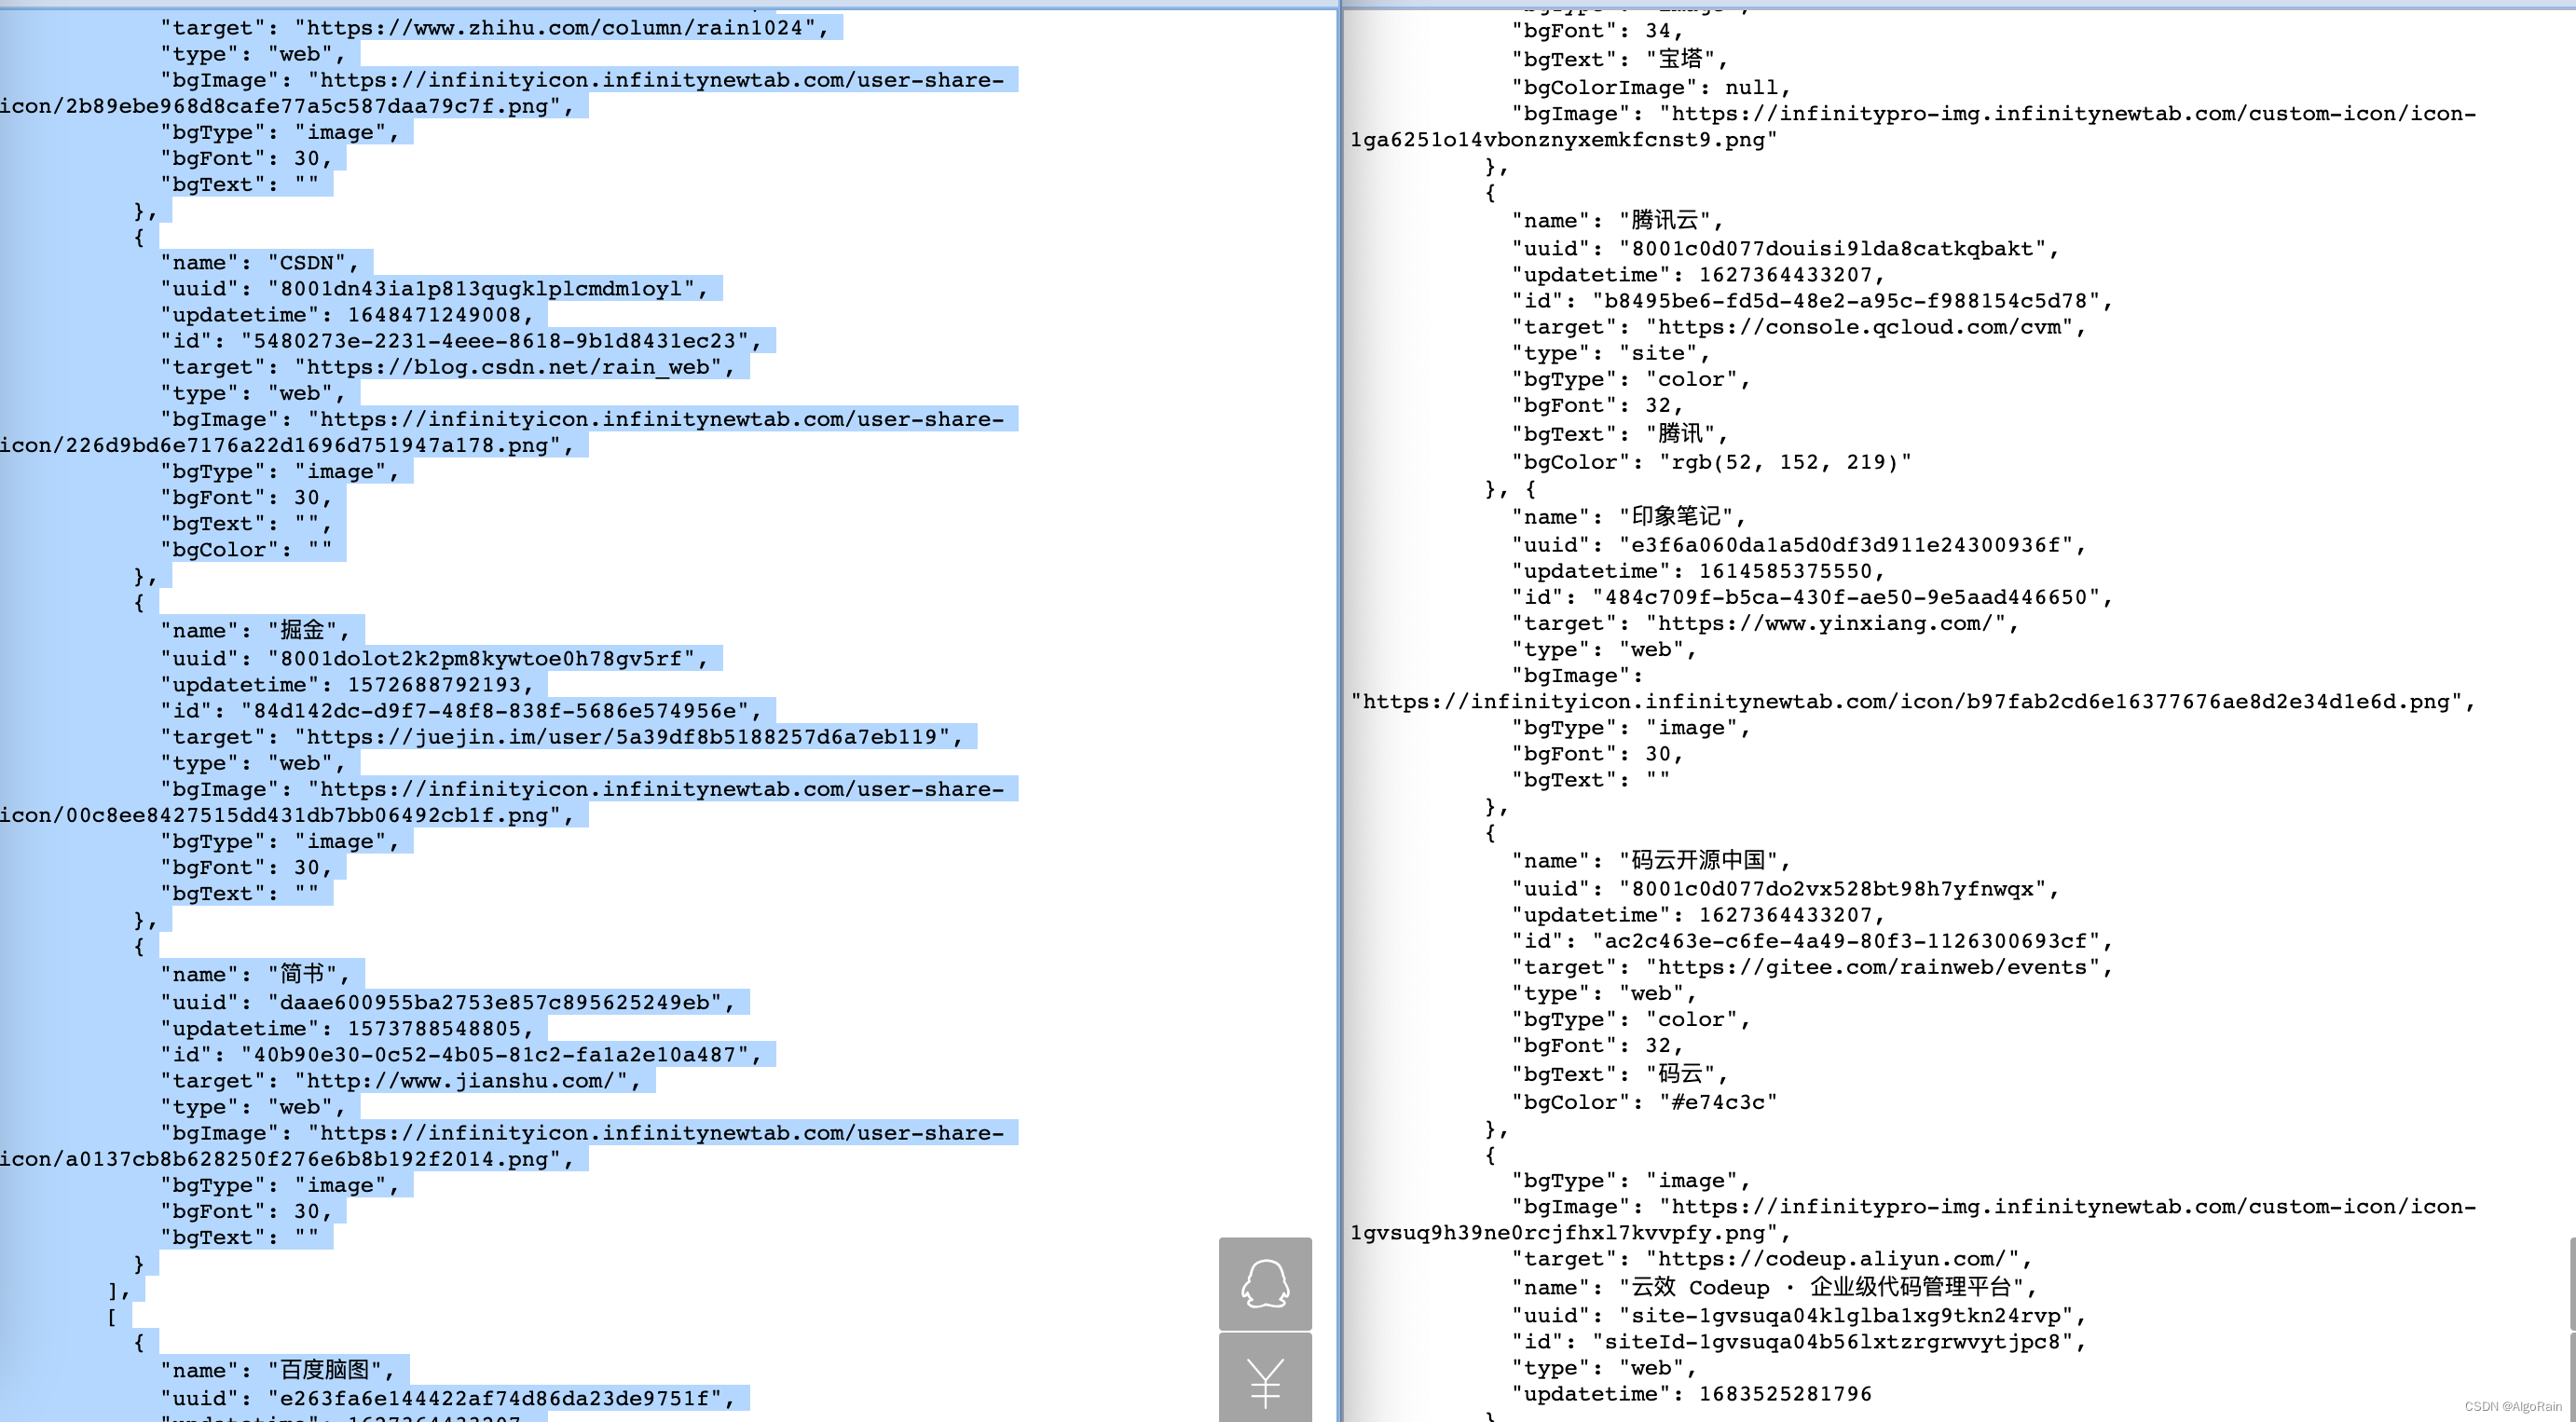 "target": "https://www.zhihu.com/column/rain1024",
"type": "web",
"bgImage": "https://infinityicon.infinitynewtab.com/user-share-
icon/2b89ebe968d8cafe77a5c587daa79c7f.png",
"bgType": "image",
"bgFont": 30,
"bgText": ""
},
{
"name": "CSDN",
"uuid": "8001dn43ia1p813qugklplcmdm1oyl",
"updatetime": 1648471249008,
"id": "5480273e-2231-4eee-8618-9b1d8431ec23",
"target": "https://blog.csdn.net/rain_web",
"type": "web",
"bgImage": "https://infinityicon.infinitynewtab.com/user-share-
icon/226d9bd6e7176a22d1696d751947a178.png",
"bgType": "image",
"bgFont": 30,
"bgText": "",
"bgColor": ""
},
{
"name": "掘金",
"uuid": "8001dolot2k2pm8kywtoe0h78gv5rf",
"updatetime": 1572688792193,
"id": "84d142dc-d9f7-48f8-838f-5686e574956e",
"target": "https://juejin.im/user/5a39df8b5188257d6a7eb119",
"type": "web",
"bgImage": "https://infinityicon.infinitynewtab.com/user-share-
icon/00c8ee8427515dd431db7bb06492cb1f.png",
"bgType": "image",
"bgFont": 30,
"bgText": ""
},
{
"name": "简书",
"uuid": "daae600955ba2753e857c895625249eb",
"updatetime": 1573788548805,
"id": "40b90e30-0c52-4b05-81c2-fa1a2e10a487",
"target": "http://www.jianshu.com/",
"type": "web",
"bgImage": "https://infinityicon.infinitynewtab.com/user-share-
icon/a0137cb8b628250f276e6b8b192f2014.png",
"bgType": "image",
"bgFont": 30,
"bgText": ""
}
],
[
{
"name": "百度脑图",
"uuid": "e263fa6e144422af74d86da23de9751f",
"updatetime": 1627364433207
"bgType": "image",
"bgFont": 34,
"bgText": "宝塔",
"bgColorImage": null,
"bgImage": "https://infinitypro-img.infinitynewtab.com/custom-icon/icon-
1ga6251o14vbonznyxemkfcnst9.png"
},
{
"name": "腾讯云",
"uuid": "8001c0d077douisi9lda8catkqbakt",
"updatetime": 1627364433207,
"id": "b8495be6-fd5d-48e2-a95c-f988154c5d78",
"target": "https://console.qcloud.com/cvm",
"type": "site",
"bgType": "color",
"bgFont": 32,
"bgText": "腾讯",
"bgColor": "rgb(52, 152, 219)"
}, {
"name": "印象笔记",
"uuid": "e3f6a060da1a5d0df3d911e24300936f",
"updatetime": 1614585375550,
"id": "484c709f-b5ca-430f-ae50-9e5aad446650",
"target": "https://www.yinxiang.com/",
"type": "web",
"bgImage":
"https://infinityicon.infinitynewtab.com/icon/b97fab2cd6e16377676ae8d2e34d1e6d.png",
"bgType": "image",
"bgFont": 30,
"bgText": ""
},
{
"name": "码云开源中国",
"uuid": "8001c0d077do2vx528bt98h7yfnwqx",
"updatetime": 1627364433207,
"id": "ac2c463e-c6fe-4a49-80f3-1126300693cf",
"target": "https://gitee.com/rainweb/events",
"type": "web",
"bgType": "color",
"bgFont": 32,
"bgText": "码云",
"bgColor": "#e74c3c"
},
{
"bgType": "image",
"bgImage": "https://infinitypro-img.infinitynewtab.com/custom-icon/icon-
1gvsuq9h39ne0rcjfhxl7kvvpfy.png",
"target": "https://codeup.aliyun.com/",
"name": "云效 Codeup · 企业级代码管理平台",
"uuid": "site-1gvsuqa04klglba1xg9tkn24rvp",
"id": "siteId-1gvsuqa04b56lxtzrgrwvytjpc8",
"type": "web",
"updatetime": 1683525281796
}
¥
CSDN @AlgoRain